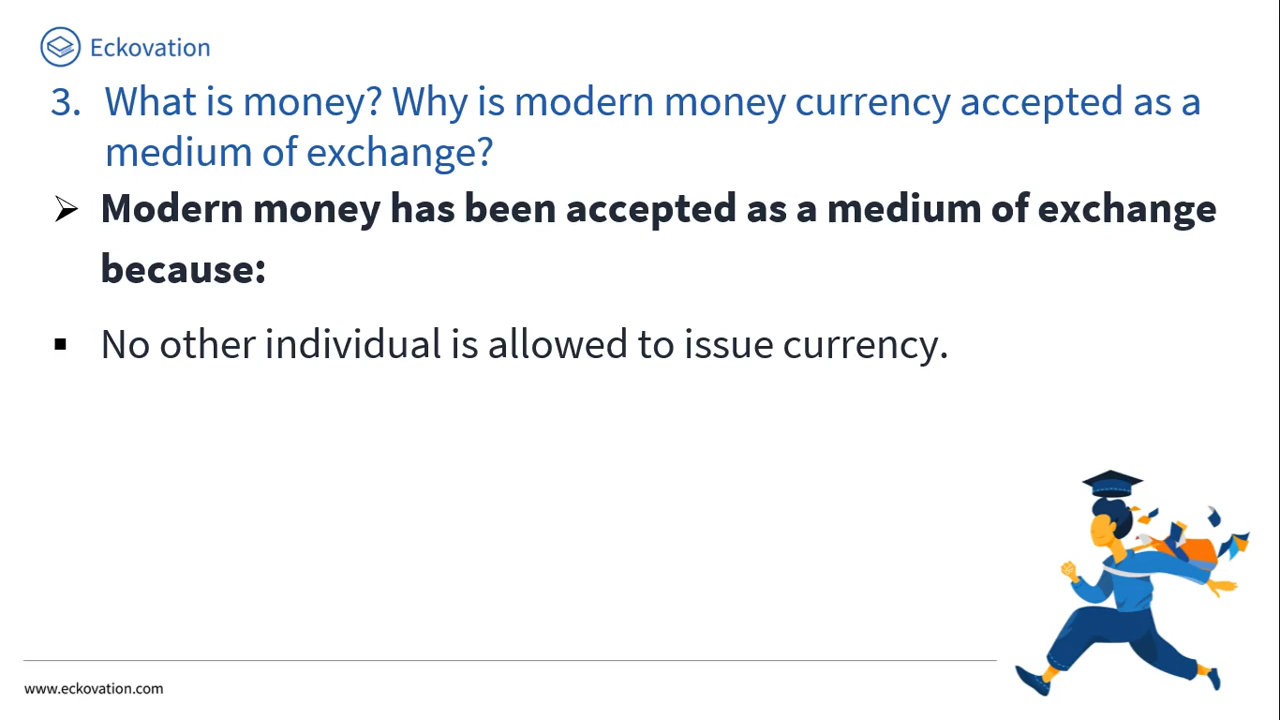 Eckovation
3. What is money? Why is modern money currency accepted as a
medium of exchange?
➢ Modern money has been accepted as a medium of exchange
because:
▪ No other individual is allowed to issue currency.
www.eckovation.com